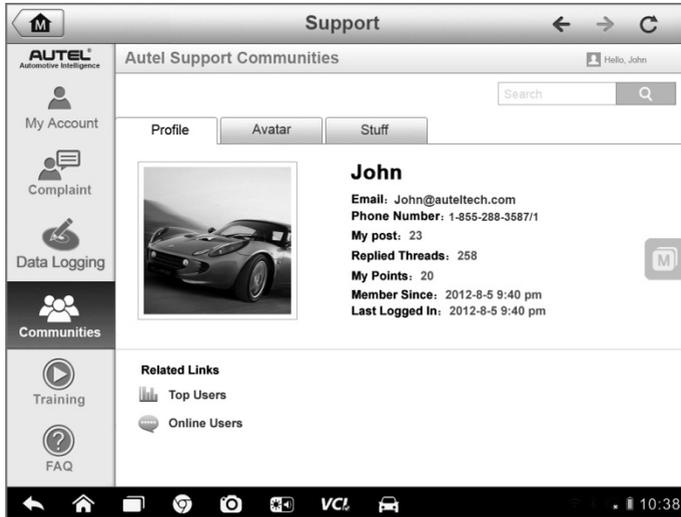 M
Support
AUTEL®
Automotive Intelligence
Autel Support Communities
Hello, John
Search
My Account
Profile
Avatar
Stuff
Complaint
John
Email: John@auteltech.com
Phone Number: 1-855-288-3587/1
My post: 23
Replied Threads: 258
My Points: 20
Member Since: 2012-8-5 9:40 pm
Last Logged In: 2012-8-5 9:40 pm
M
Data Logging
Communities
Related Links
Top Users
Online Users
Training
?
FAQ
VCI
10:38